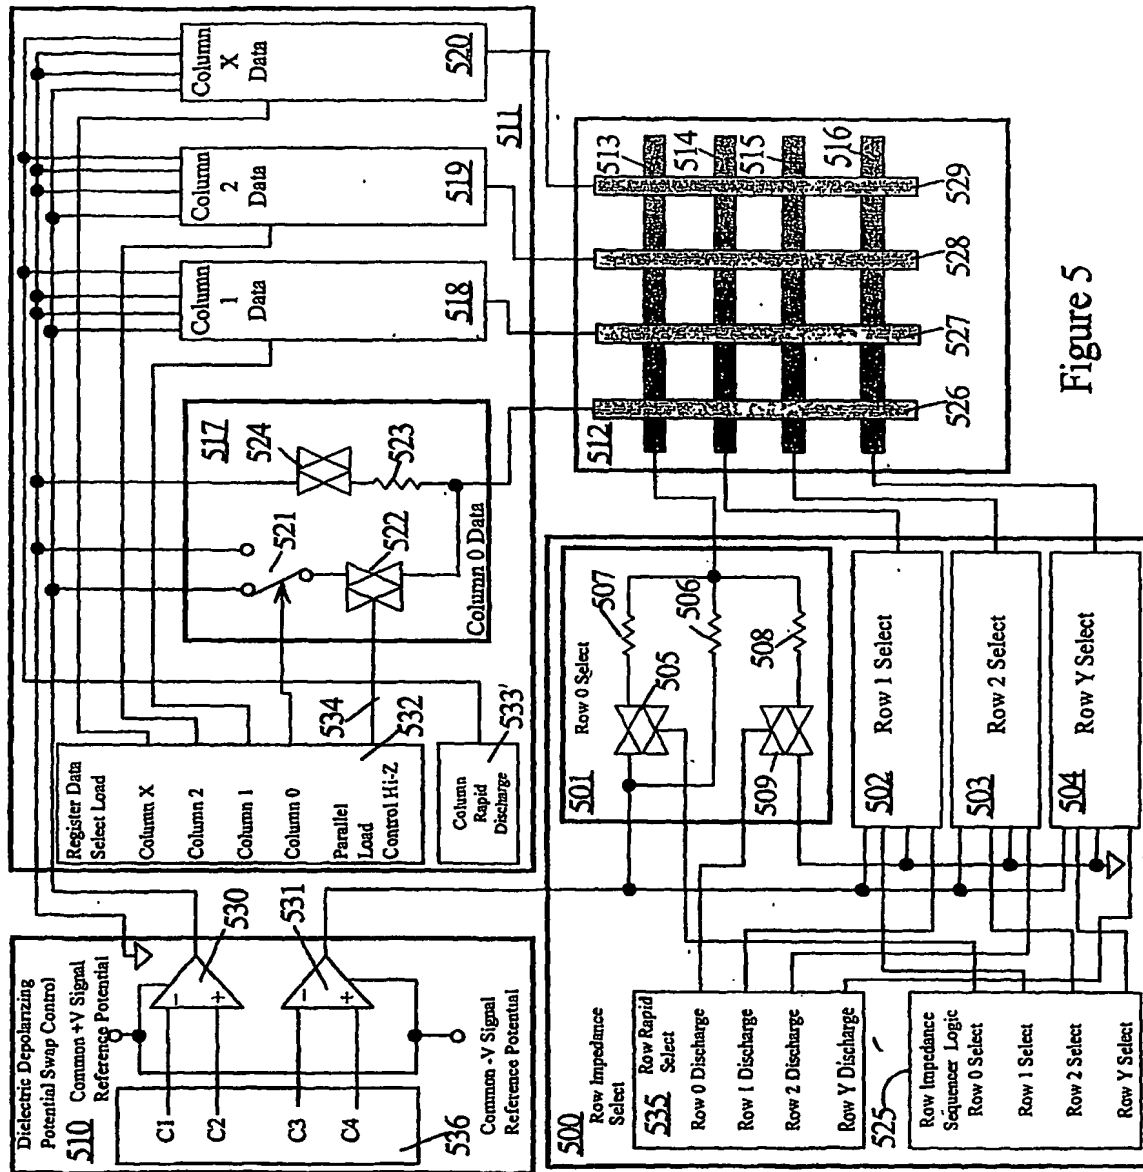 Dielectric Depolarizing
Potential Swap Control
510
Common +V Signal
Reference Potential
C1
C2
C3
C4
530
531
536
Common -V Signal
Reference Potential
Register Data
Select Load
Column X
Column 2
Column 1
Column 0
Parallel
Load
Control Hi-Z
534
532
Column
Rapid
Discharge
533'
517
524
523
521
522
Column 0 Data
Column
1
Data
518
Column
2
Data
519
Column
X
Data
520
511
512
513
514
515
516
526
527
528
529
500
Row Impedance
Select
501
Row 0 Select
505
507
506
508
509
Row 1 Select
502
Row 2 Select
503
Row Y Select
504
535
Row Rapid
Select
Row 0 Discharge
Row 1 Discharge
Row 2 Discharge
Row Y Discharge
525
Row Impedance
Sequencer Logic
Row 0 Select
Row 1 Select
Row 2 Select
Row Y Select
Figure 5